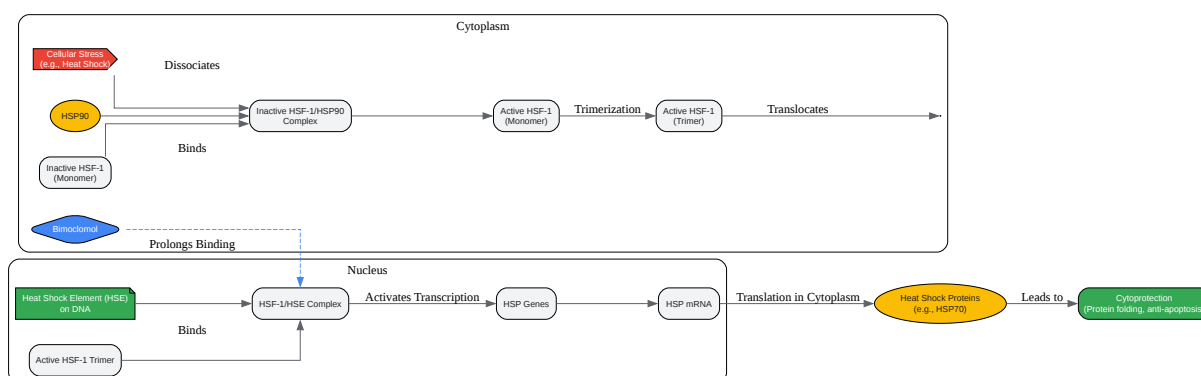 Cytoplasm
Cellular Stress
(e.g., Heat Shock)
Dissociates
HSP90
Inactive HSF-1/HSP90
Complex
Active HSF-1
(Monomer)
Trimerization
Active HSF-1
(Trimer)
Translocates
Binds
Inactive HSF-1
(Monomer)
Bimoclomol
Prolongs Binding
Nucleus
Heat Shock Element (HSE)
on DNA
HSF-1/HSE Complex
Activates Transcription
HSP Genes
HSP mRNA
Translation in Cytoplasm
Heat Shock Proteins
(e.g., HSP70)
Leads to
Cytoprotection
(Protein folding, anti-apoptosis
Binds
Active HSF-1 Trimer